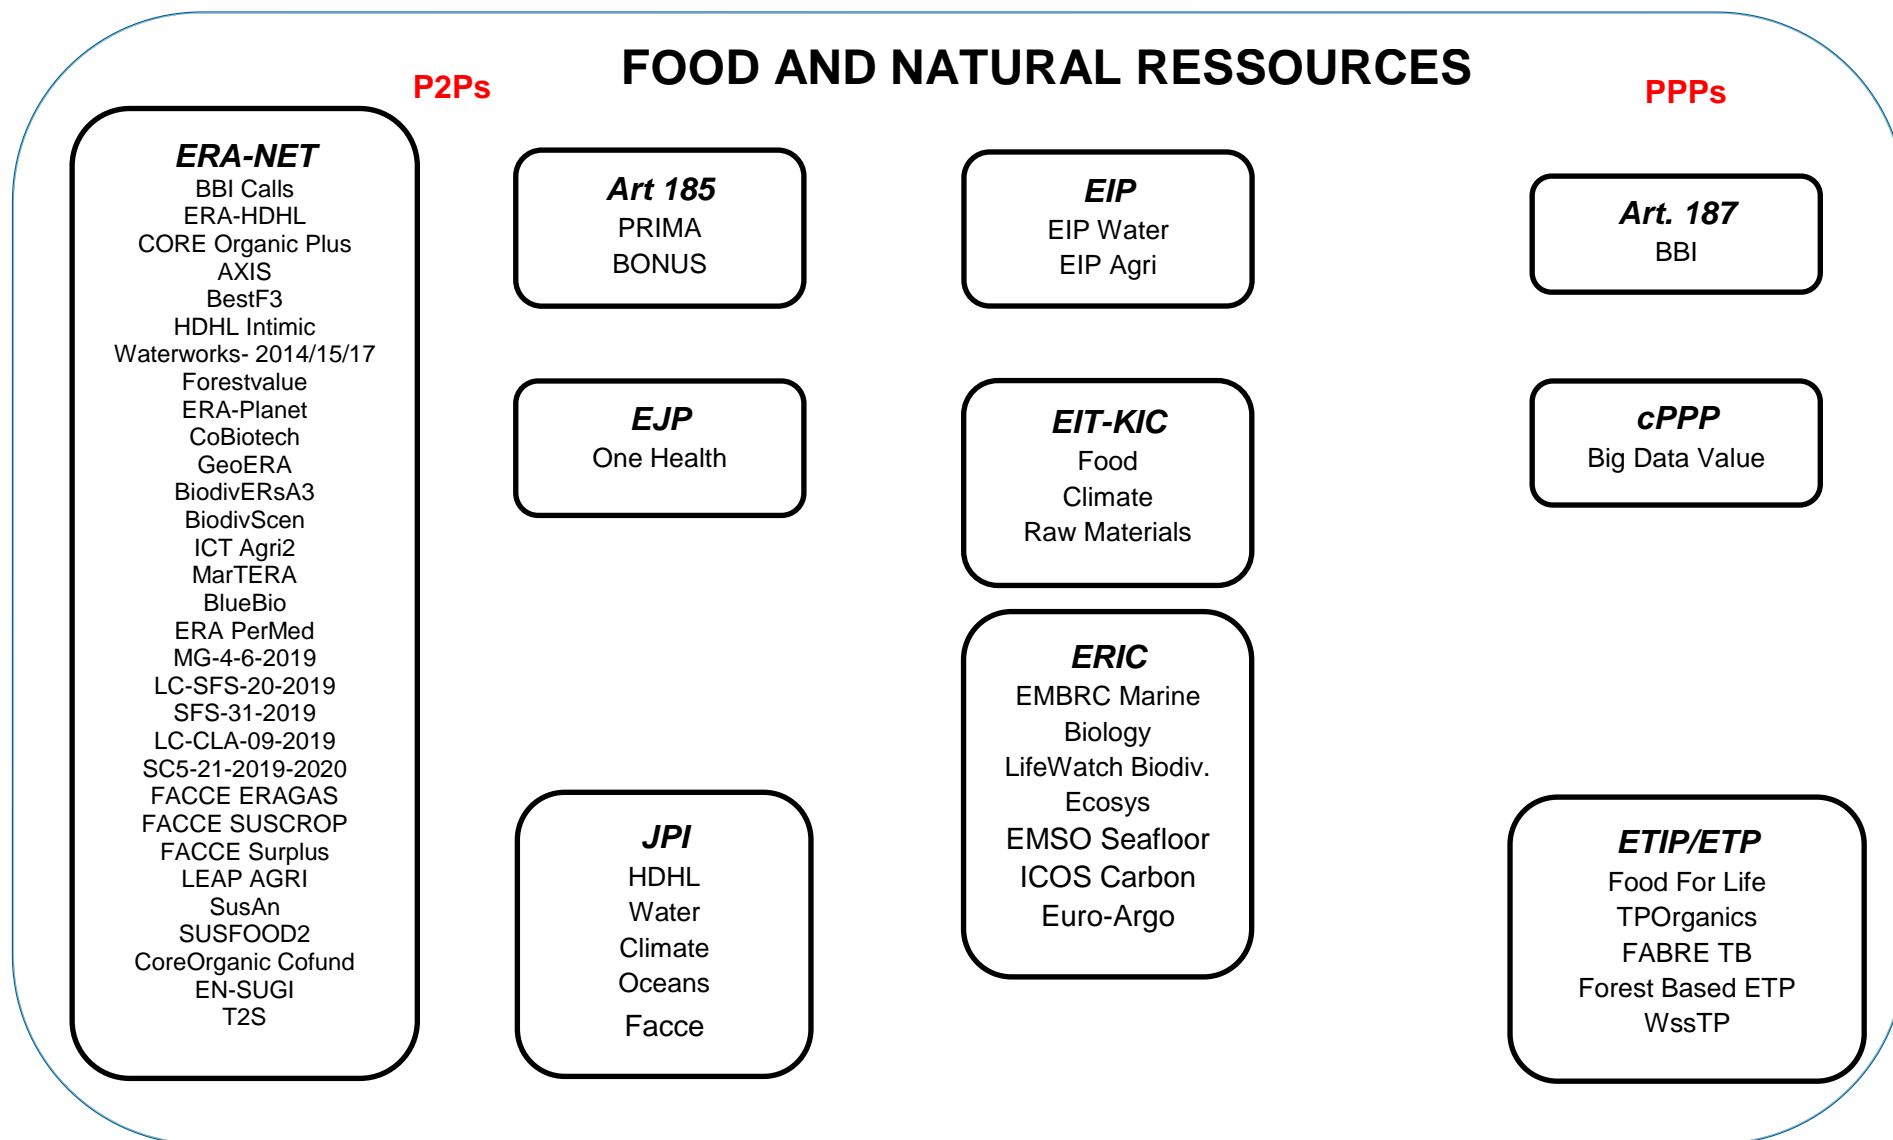 FOOD AND NATURAL RESSOURCES
P2Ps
PPPs
ERA-NET
BBI Calls
ERA-HDHL
CORE Organic Plus
AXIS
BestF3
HDHL Intimic
Waterworks- 2014/15/17
Forestvalue
ERA-Planet
CoBiotech
GeoERA
BiodivERsA3
BiodivScen
ICT Agri2
MarTERA
BlueBio
ERA PerMed
MG-4-6-2019
LC-SFS-20-2019
SFS-31-2019
LC-CLA-09-2019
SC5-21-2019-2020
FACCE ERAGAS
FACCE SUSCROP
FACCE Surplus
LEAP AGRI
SusAn
SUSFOOD2
CoreOrganic Cofund
EN-SUGI
T2S
Art 185
PRIMA
BONUS
EJP
One Health
JPI
HDHL
Water
Climate
Oceans
Facce
EIP
EIP Water
EIP Agri
EIT-KIC
Food
Climate
Raw Materials
ERIC
EMBRC Marine
Biology
LifeWatch Biodiv.
Ecosys
EMSO Seafloor
ICOS Carbon
Euro-Argo
Art. 187
BBI
cPPP
Big Data Value
ETIP/ETP
Food For Life
TPOrganics
FABRE TB
Forest Based ETP
WssTP